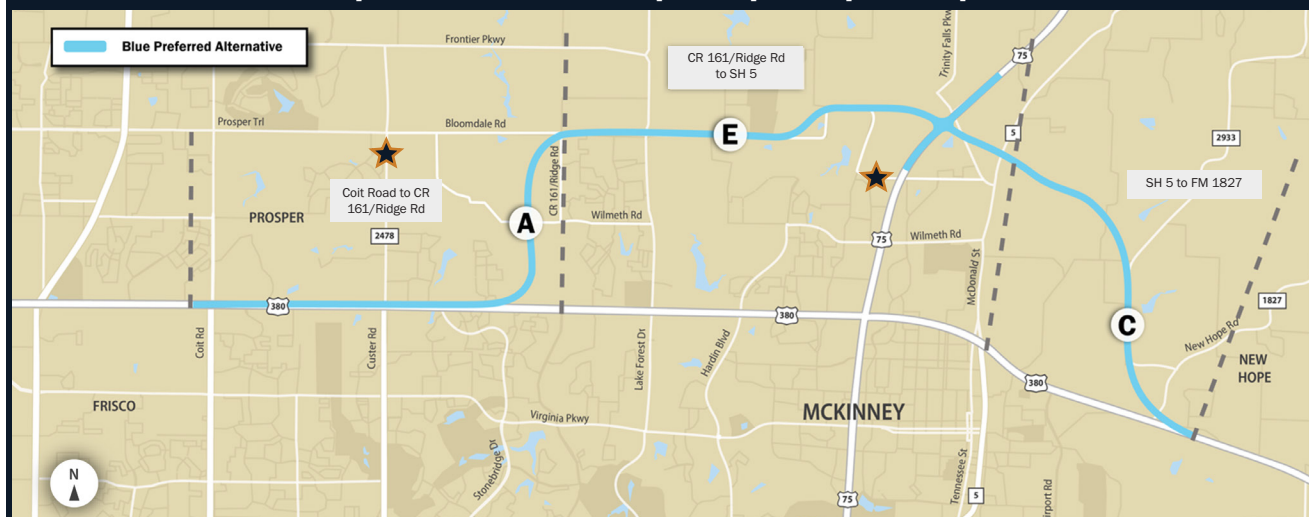 Blue Preferred Alternative
Frontier Pkwy
CR 161/Ridge Rd
to SH 5
Trinity Falls Pkw
75
Prosper Trl
Bloomdale Rd
E
5
2933
Coit Road to CR
161/Ridge Rd
CR 161/Ridge Rd
SH 5 to FM 1827
PROSPER
2478
A
Wilmeth Rd
75
Wilmeth Rd
McDonald St
380
380
1827
C
New Hope Rd
NEW
HOPE
Coit Rd
Custer Rd
Lake Forest Dr
Hardin Blvd
380
FRISCO
Virginia Pkwy
MCKINNEY
Stonebridge Dr
Tennessee St
N
75
5
irport Rd